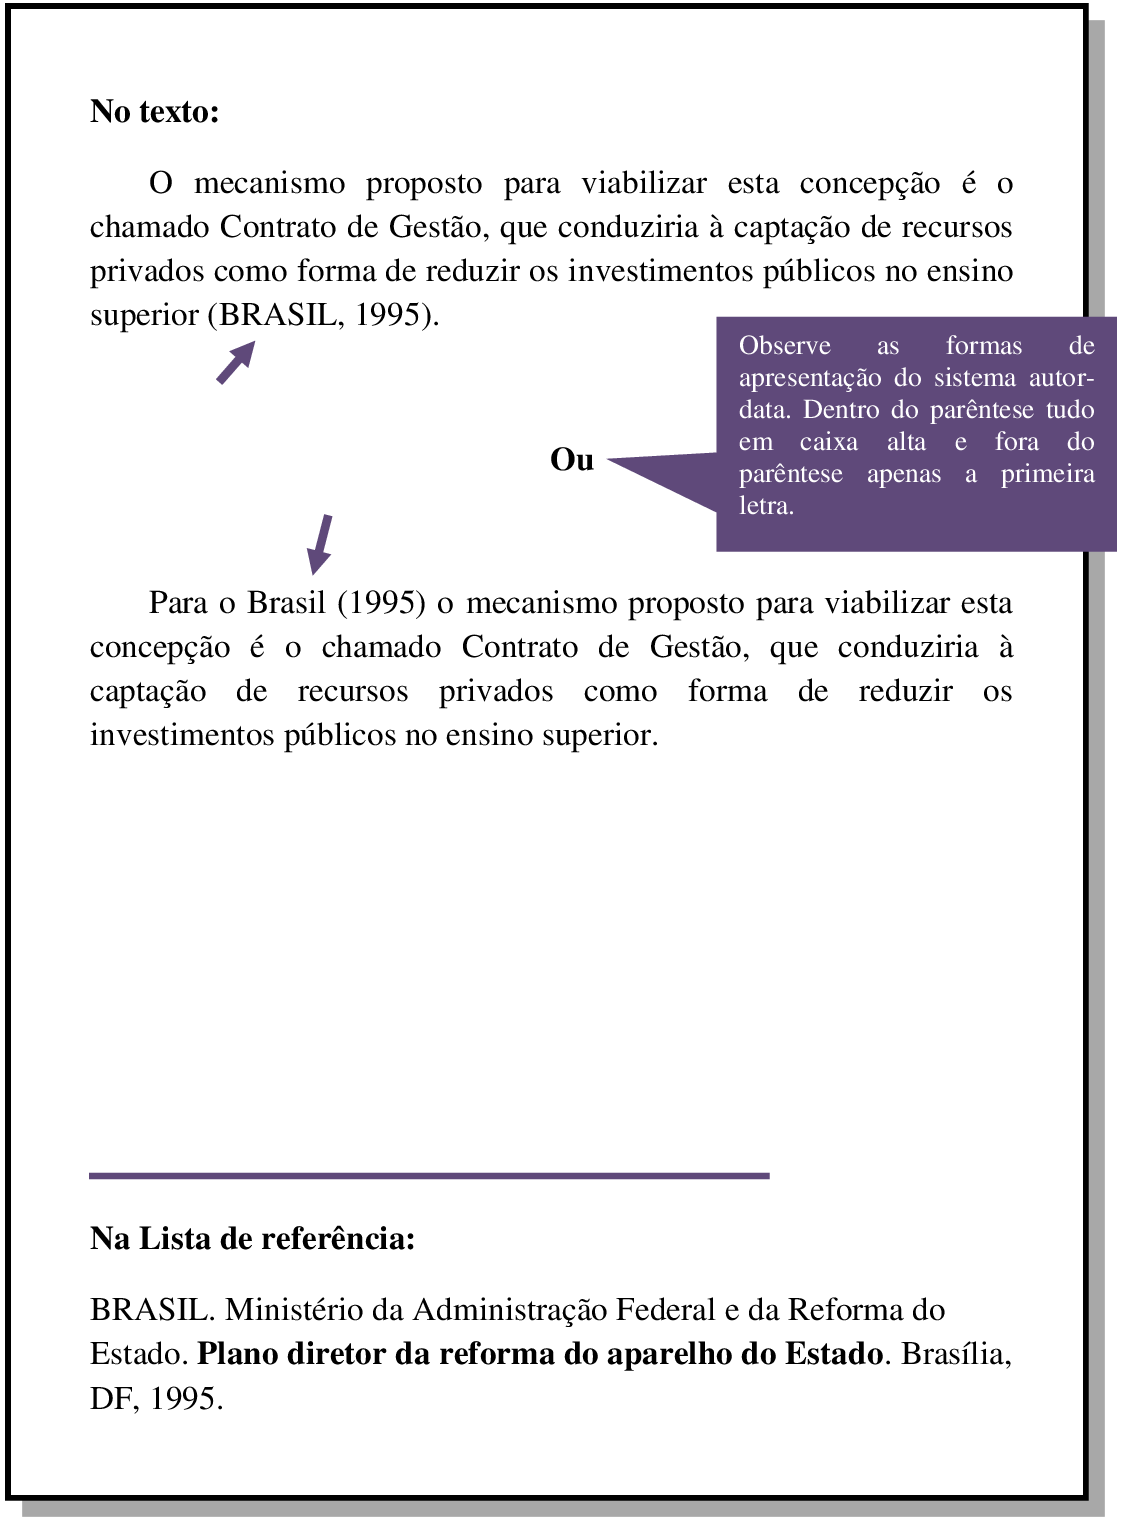 No texto:
O mecanismo proposto para viabilizar esta concepção é o
chamado Contrato de Gestão, que conduziria à captação de recursos
privados como forma de reduzir os investimentos públicos no ensino
superior (BRASIL, 1995).
Observe as formas de
apresentação do sistema autor-
data. Dentro do parêntese tudo
em caixa alta e fora do
parêntese apenas a primeira
letra.
Ou
Para o Brasil (1995) o mecanismo proposto para viabilizar esta
concepção é o chamado Contrato de Gestão, que conduziria à
captação de recursos privados como forma de reduzir os
investimentos públicos no ensino superior.
Na Lista de referência:
BRASIL. Ministério da Administração Federal e da Reforma do
Estado. Plano diretor da reforma do aparelho do Estado. Brasília,
DF, 1995.